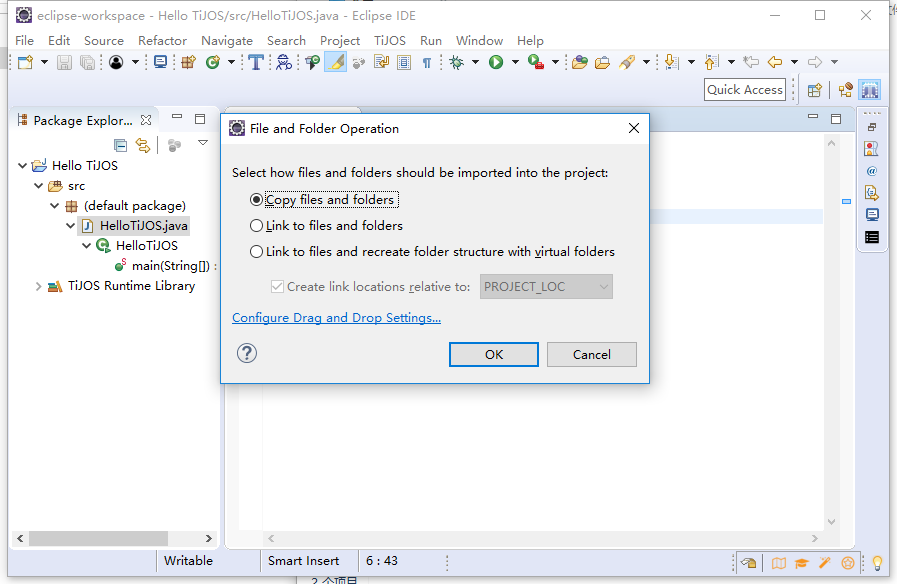 eclipse-workspace - Hello TiJOS/src/HelloTiJOS.java - Eclipse IDE
File Edit Source Refactor Navigate Search Project TiJOS Run Window Help
Quick Access
Package Explor...
Hello TiJOS
src
(default package)
HelloTiJOS.java
HelloTiJOS
main(String[]) :
TiJOS Runtime Library
File and Folder Operation
Select how files and folders should be imported into the project:
Copy files and folders
Link to files and folders
Link to files and recreate folder structure with virtual folders
Create link locations relative to: PROJECT_LOC
Configure Drag and Drop Settings...
OK Cancel
Writable Smart Insert 6 : 43